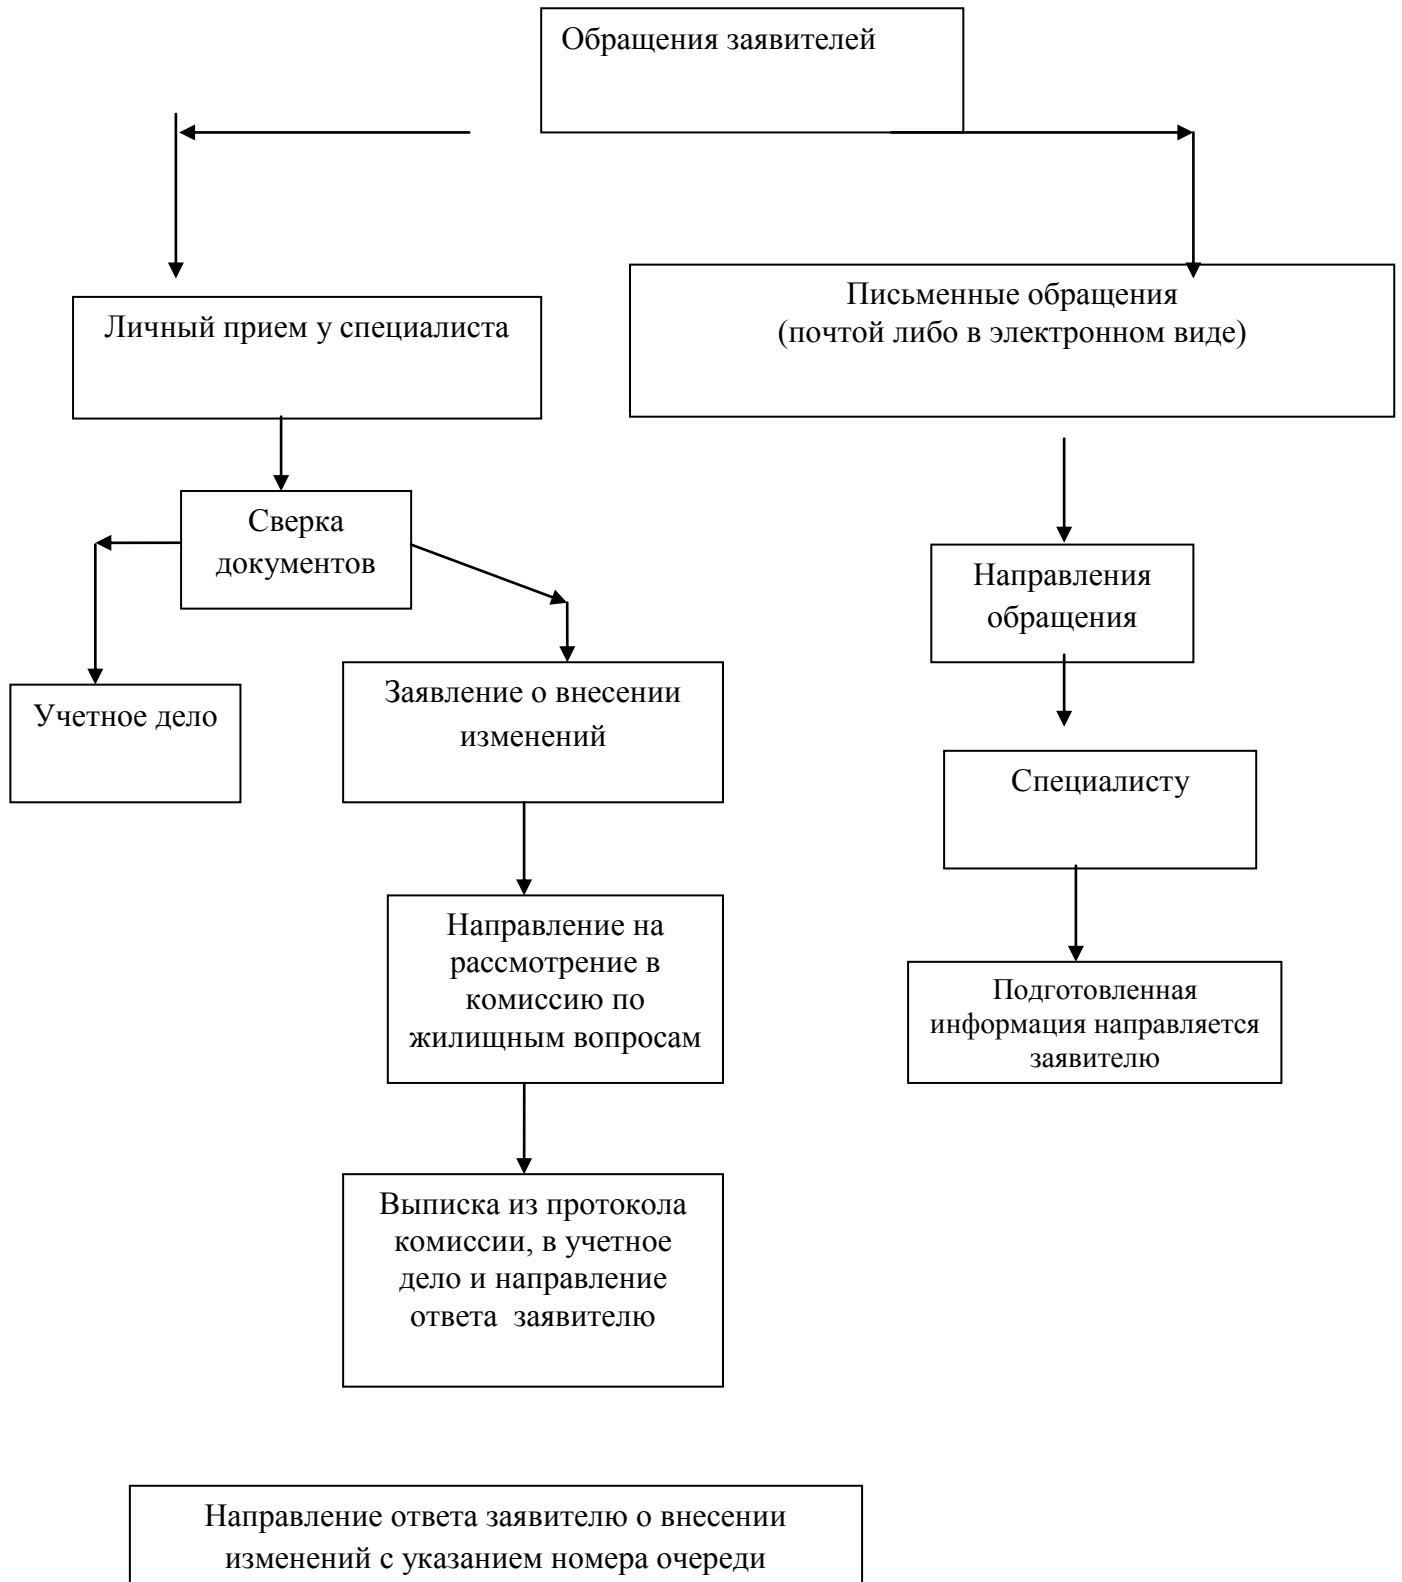 Обращения заявителей
Личный прием у специалиста
Письменные обращения
(почтой либо в электронном виде)
Сверка
документов
Направления
обращения
Учетное дело
Заявление о внесении
изменений
Специалисту
Направление на
рассмотрение в
комиссию по
жилищным вопросам
Подготовленная
информация направляется
заявителю
Выписка из протокола
комиссии, в учетное
дело и направление
ответа  заявителю
Направление ответа заявителю о внесении
изменений с указанием номера очереди